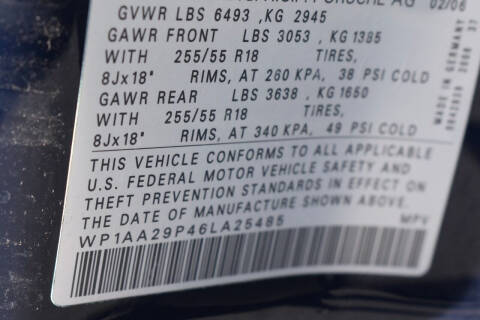 PORSCHE AG 02/06
GVWR LBS 6493 ,KG 2945
GAWR FRONT LBS 3053 , KG 1385
WITH 255/55 R18 TIRES,
8Jx18" RIMS, AT 260 KPA, 38 PSI COLD
GAWR REAR LBS 3638 , KG 1650
WITH 255/55 R18 TIRES,
8Jx18" RIMS, AT 340 KPA, 49 PSI COLD
THIS VEHICLE CONFORMS TO ALL APPLICABLE
U.S. FEDERAL MOTOR VEHICLE SAFETY AND
THEFT PREVENTION STANDARDS IN EFFECT ON
THE DATE OF MANUFACTURE SHOWN ABOVE.
WP1AA29P46LA25485 MPV
MADE IN GERMANY